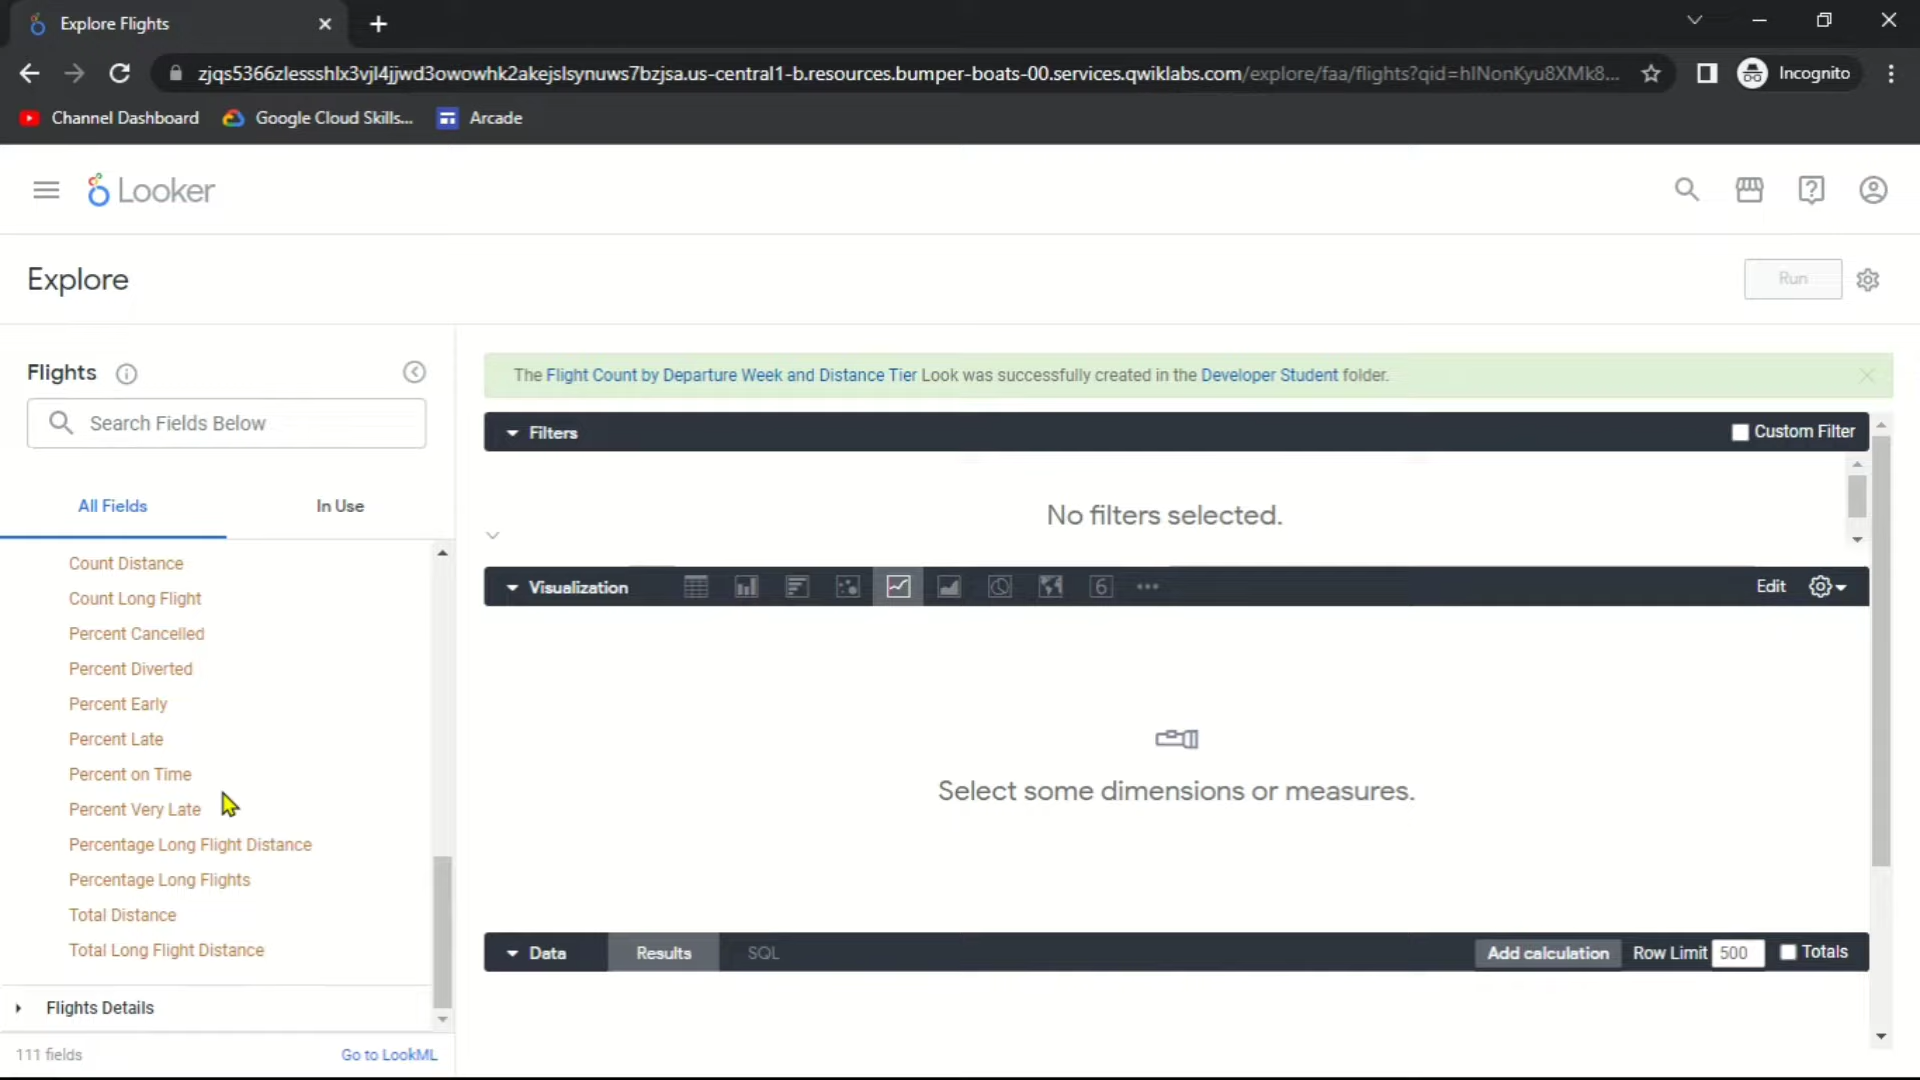 Explore Flights
zjqs5366zlessshlx3vjl4jjwd3owowhk2akejslsynuws7bzjsa.us-central1-b.resources.bumper-boats-00.services.qwiklabs.com/explore/faa/flights?qid=hINonKyu8XMk8...
Incognito
Channel Dashboard
Google Cloud Skills...
Arcade
Looker
Explore
Run
Flights
Search Fields Below
All Fields
In Use
Count Distance
Count Long Flight
Percent Cancelled
Percent Diverted
Percent Early
Percent Late
Percent on Time
Percent Very Late
Percentage Long Flight Distance
Percentage Long Flights
Total Distance
Total Long Flight Distance
Flights Details
111 fields
Go to LookML
The Flight Count by Departure Week and Distance Tier Look was successfully created in the Developer Student folder.
Filters
Custom Filter
No filters selected.
Visualization
6
Edit
Select some dimensions or measures.
Data
Results
SQL
Add calculation
Row Limit 500
Totals